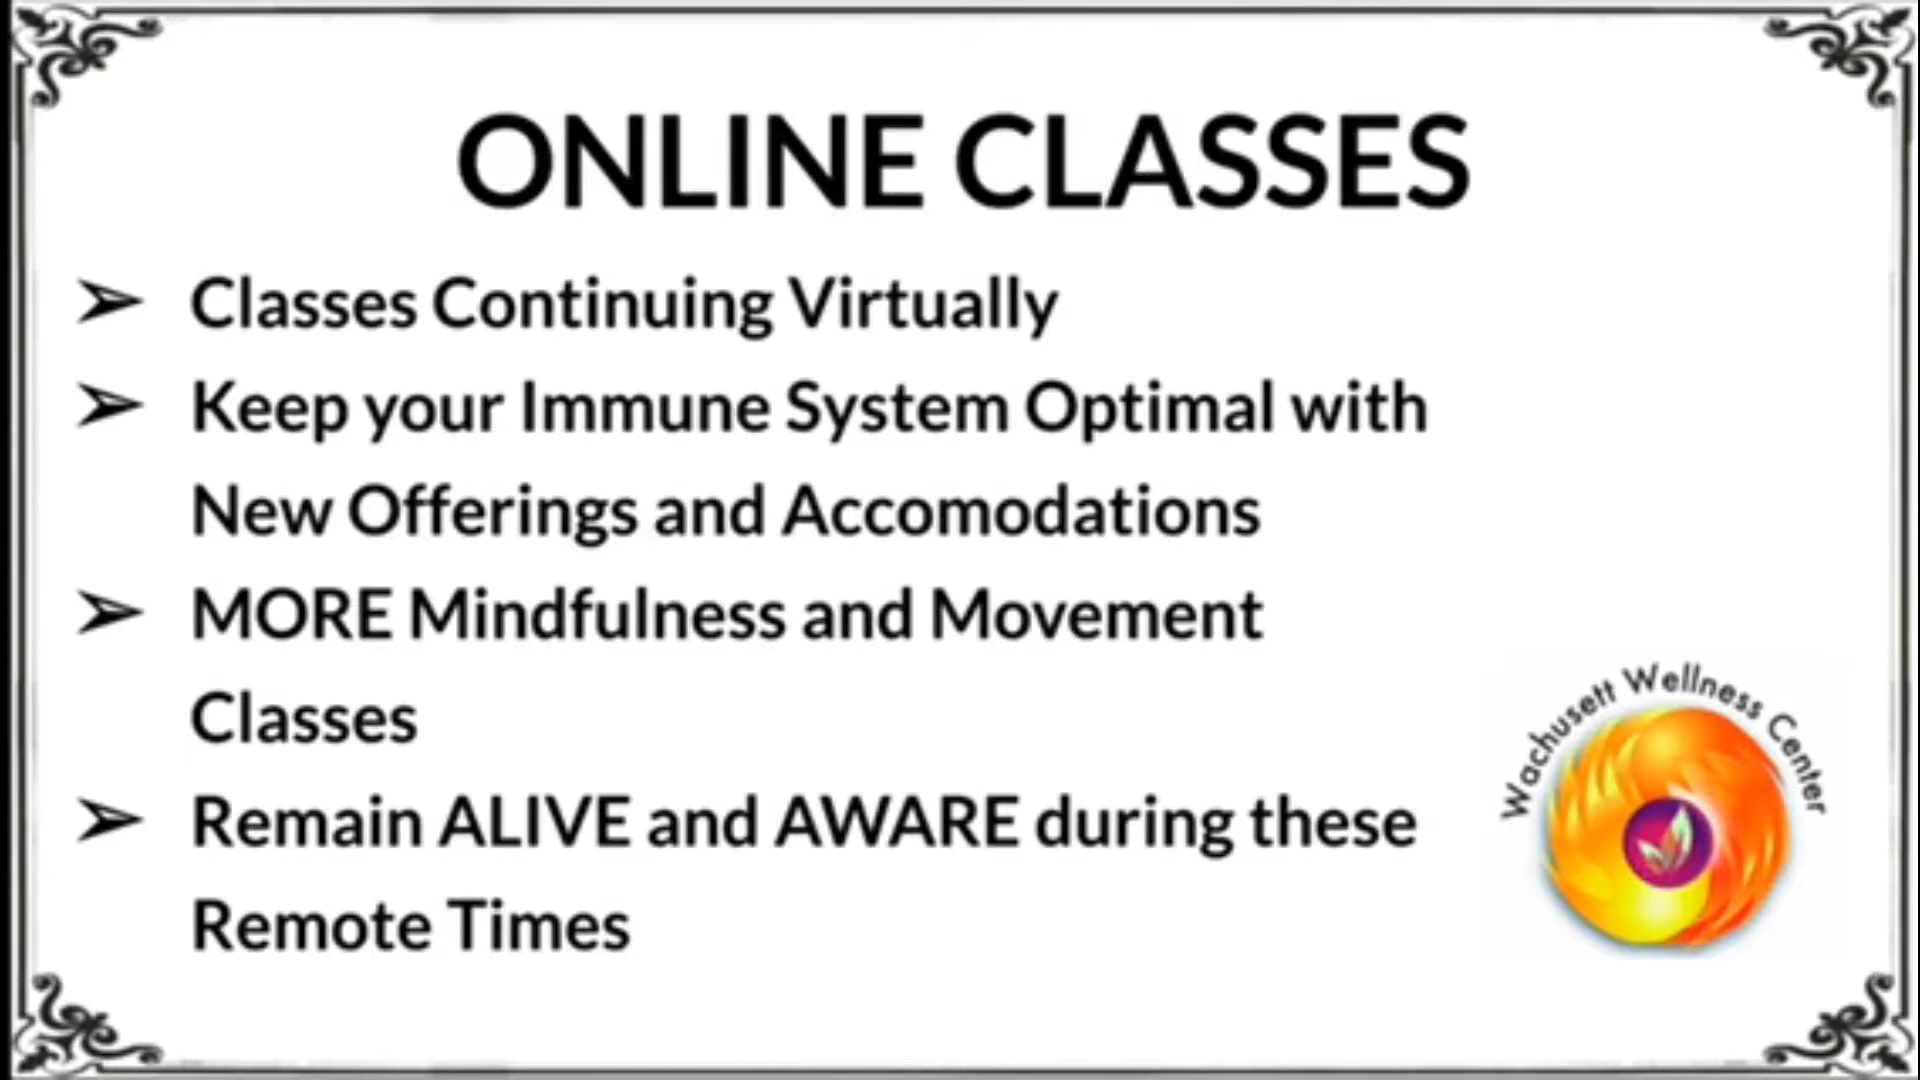 ONLINE CLASSES
➢ Classes Continuing Virtually
➢ Keep your Immune System Optimal with
New Offerings and Accomodations
➢ MORE Mindfulness and Movement
Classes
➢ Remain ALIVE and AWARE during these
Remote Times
Wachusett Wellness Center